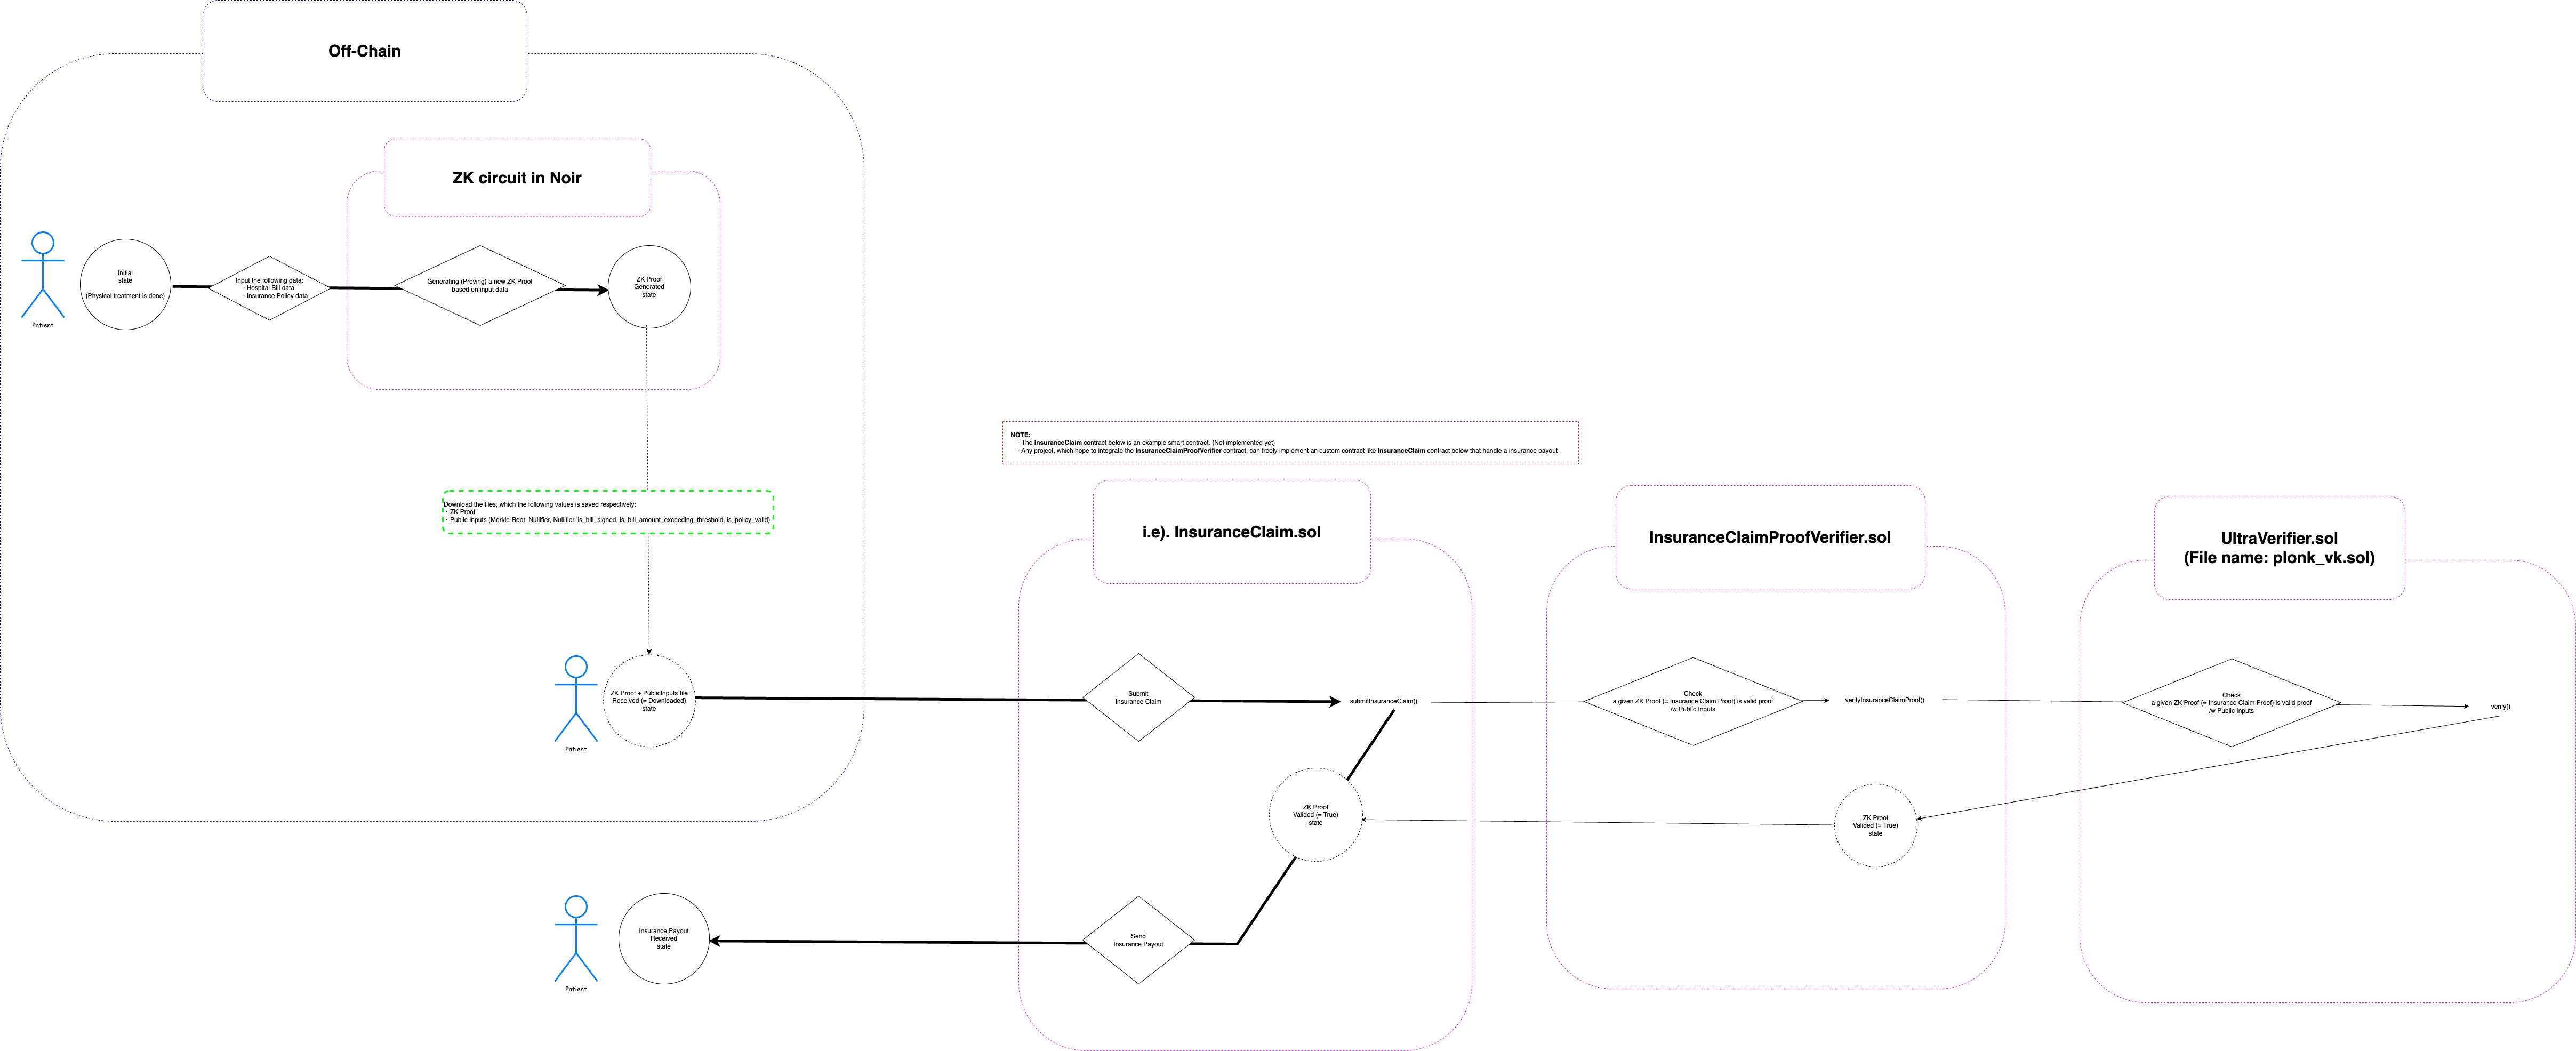 Off-Chain
ZK circuit in Noir
Patient
Initial
state
(Physical treatment is done)
Input the following data:
- Hospital Bill data
- Insurance Policy data
Generating (Proving) a new ZK Proof
based on input data
ZK Proof
Generated
state
Download the files, which the following values is saved respectively:
- ZK Proof
- Public Inputs (Merkle Root, Nullifier, Nullifier, is_bill_signed, is_bill_amount_exceeding_threshold, is_policy_valid)
NOTE:
- The InsuranceClaim contract below is an example smart contract. (Not implemented yet)
- Any project, which hope to integrate the InsuranceClaimProofVerifier contract, can freely implement an custom contract like InsuranceClaim contract below that handle a insurance payout
i.e). InsuranceClaim.sol
InsuranceClaimProofVerifier.sol
UltraVerifier.sol
(File name: plonk_vk.sol)
Patient
ZK Proof + PublicInputs file
Received (= Downloaded)
state
Submit
Insurance Claim
submitInsuranceClaim()
Check
a given ZK Proof (= Insurance Claim Proof) is valid proof
/w Public Inputs
verifyInsuranceClaimProof()
Check
a given ZK Proof (= Insurance Claim Proof) is valid proof
/w Public Inputs
verify()
ZK Proof
Valided (= True)
state
ZK Proof
Valided (= True)
state
Patient
Insurance Payout
Received
state
Send
Insurance Payout